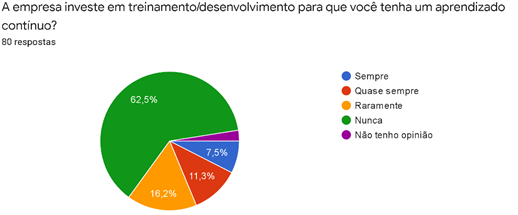 A empresa investe em treinamento/desenvolvimento para que você tenha um aprendizado
contínuo?
80 respostas
62,5%
7,5%
11,3%
16,2%
Sempre
Quase sempre
Raramente
Nunca
Não tenho opinião